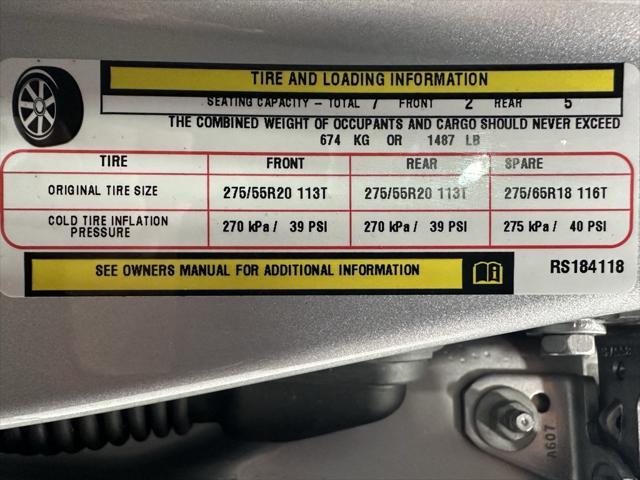 TIRE AND LOADING INFORMATION
SEATING CAPACITY - TOTAL 7 FRONT 2 REAR 5
THE COMBINED WEIGHT OF OCCUPANTS AND CARGO SHOULD NEVER EXCEED
674 KG OR 1487 LB
TIRE FRONT REAR SPARE
ORIGINAL TIRE SIZE 275/55R20 113T 275/55R20 113T 275/65R18 116T
COLD TIRE INFLATION PRESSURE 270 kPa / 39 PSI 270 kPa / 39 PSI 275 kPa / 40 PSI
SEE OWNERS MANUAL FOR ADDITIONAL INFORMATION RS184118
A607